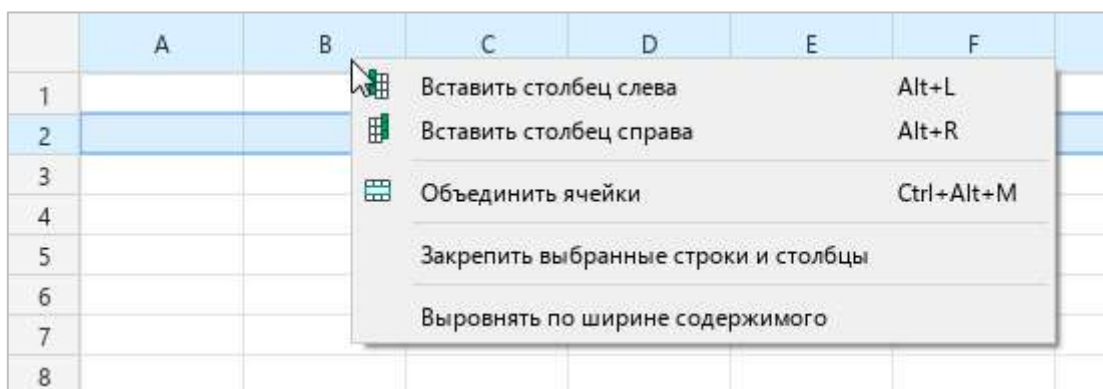 A B C D E F
1
Вставить столбец слева Alt+L
2
Вставить столбец справа Alt+R
3
Объединить ячейки Ctrl+Alt+M
4
5
Закрепить выбранные строки и столбцы
6
7
Выровнять по ширине содержимого
8